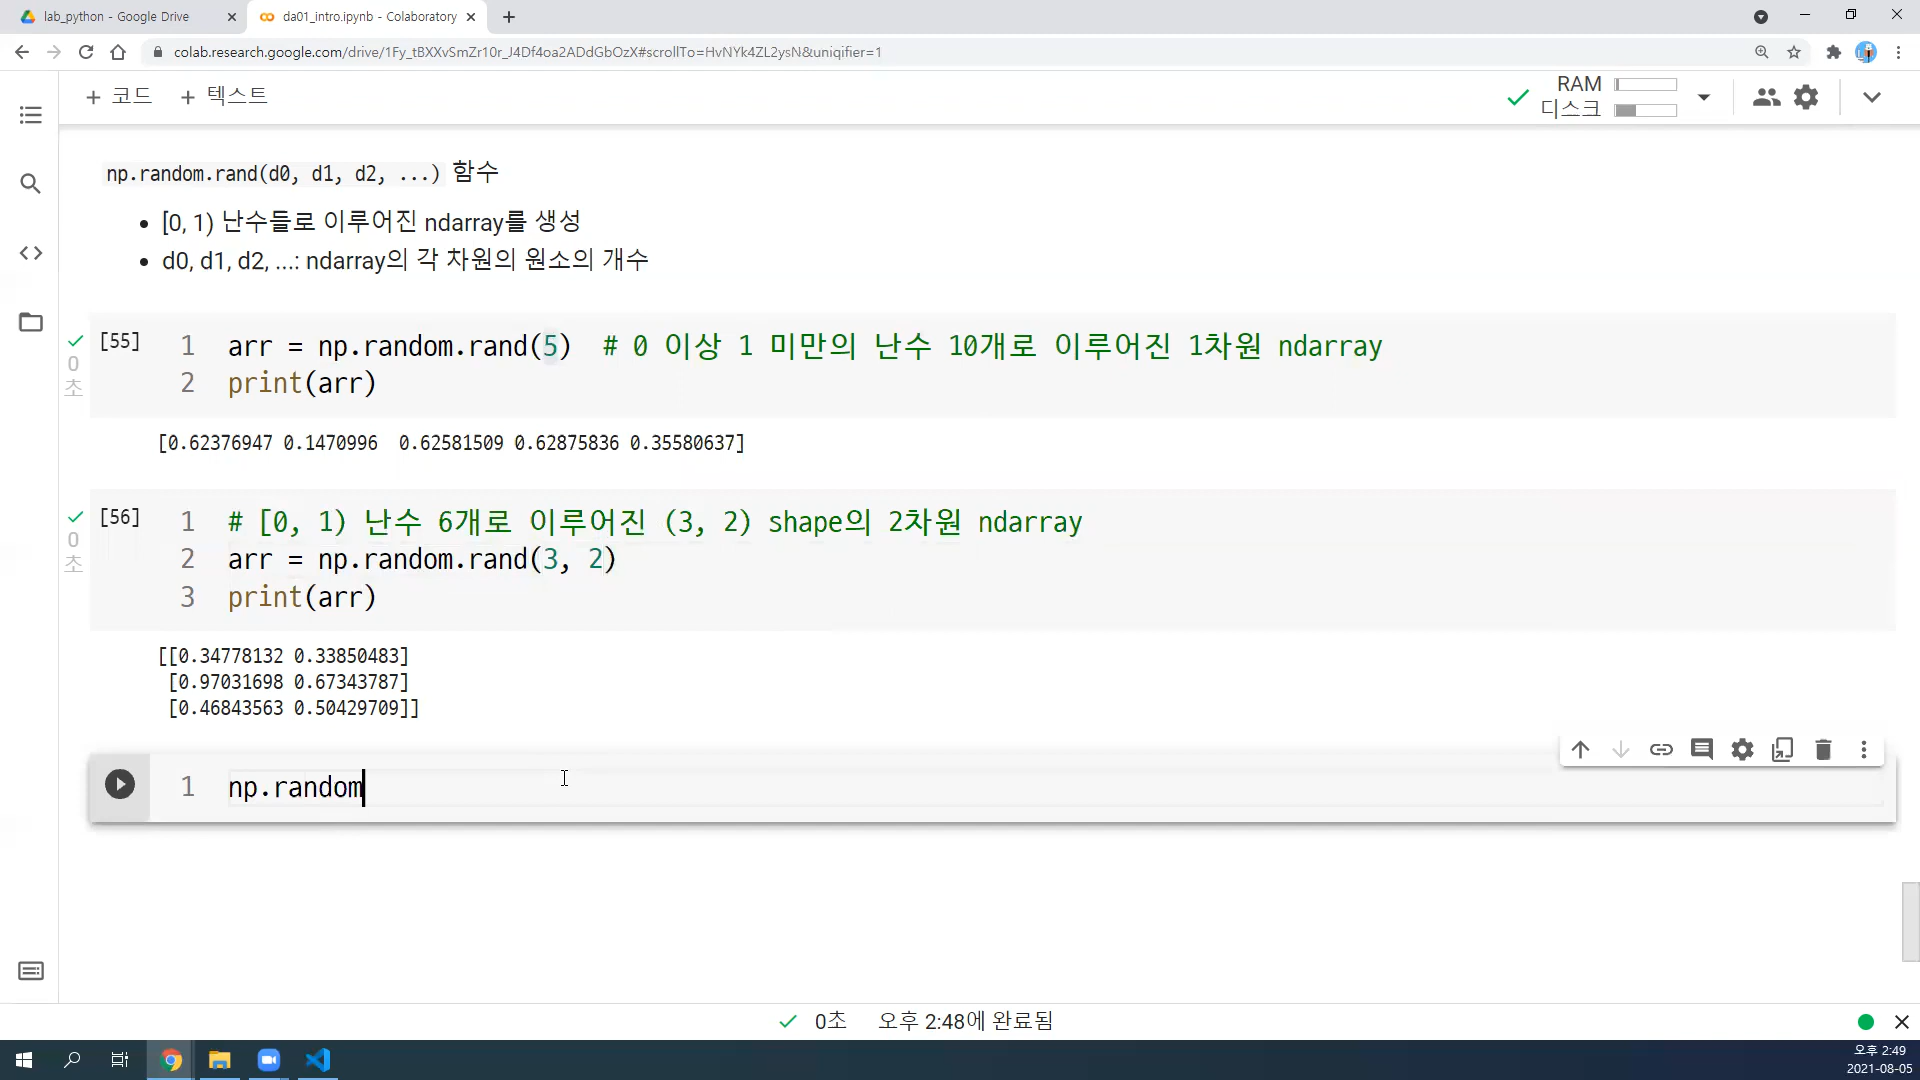 lab_python - Google Drive
da01_intro.ipynb - Colaboratory
colab.research.google.com/drive/1Fy_tBXXvSmZr10r_J4Df4oa2ADdGbOzX#scrollTo=HvNYk4ZL2ysN&uniqifier=1
+ 코드 + 텍스트
RAM
디스크
np.random.rand(d0, d1, d2, ...) 함수
• [0, 1) 난수들로 이루어진 ndarray를 생성
• d0, d1, d2, ...: ndarray의 각 차원의 원소의 개수
[55] 1 arr = np.random.rand(5) # 0 이상 1 미만의 난수 10개로 이루어진 1차원 ndarray
0초 2 print(arr)
[0.62376947 0.1470996  0.62581509 0.62875836 0.35580637]
[56] 1 # [0, 1) 난수 6개로 이루어진 (3, 2) shape의 2차원 ndarray
0초 2 arr = np.random.rand(3, 2)
3 print(arr)
[[0.34778132 0.33850483]
[0.97031698 0.67343787]
[0.46843563 0.50429709]]
1 np.random
0초 오후 2:48에 완료됨
오후 2:49
2021-08-05